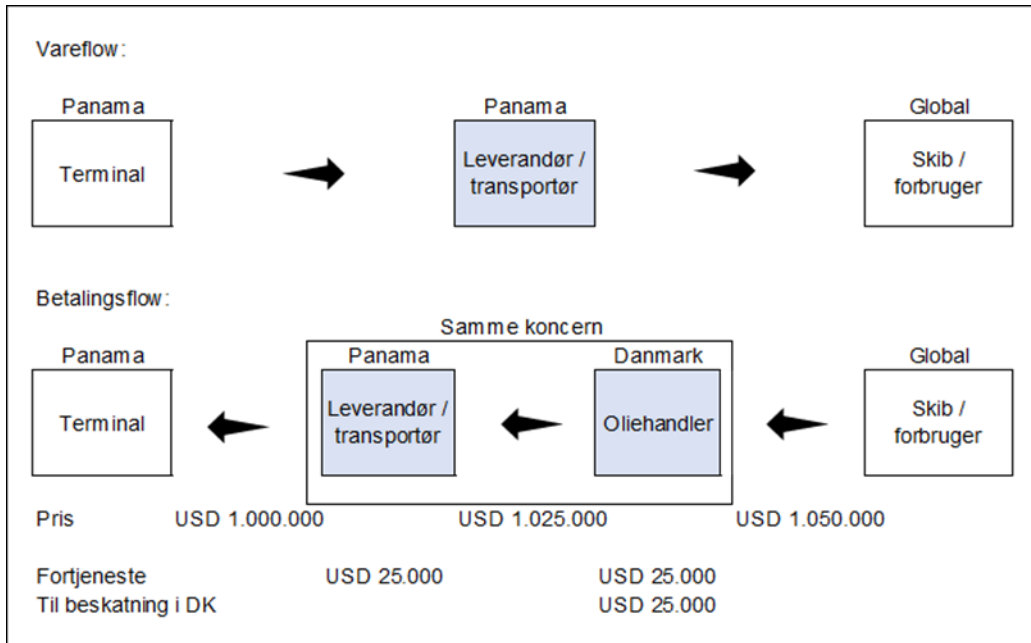 Vareflow:
Panama Panama Global
Terminal
Leverandør /
transportør
Skib /
forbruger
Betalingsflow:
Samme koncern
Panama Panama Danmark Global
Terminal
Leverandør /
transportør
Oliehandler
Skib /
forbruger
Pris USD 1.000.000 USD 1.025.000 USD 1.050.000
Fortjeneste USD 25.000 USD 25.000
Til beskatning i DK USD 25.000